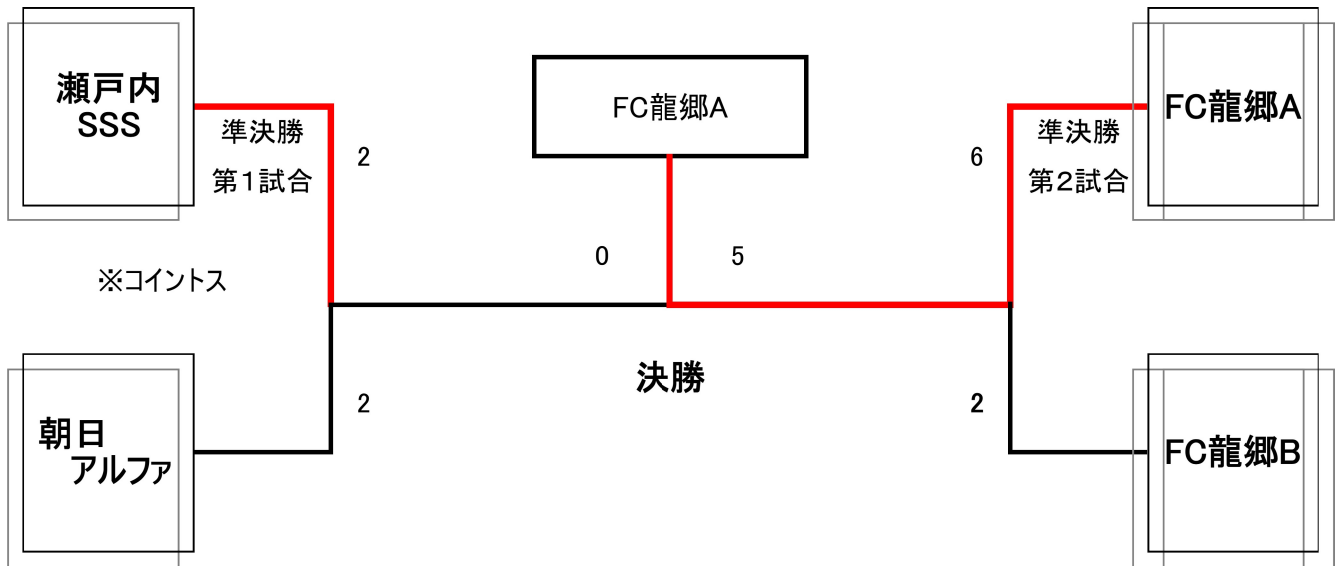 瀬戸内
SSS
準決勝
第１試合
2
FC龍郷A
6
準決勝
第２試合
FC龍郷A
※コイントス
0
5
朝日
アルファ
2
決勝
2
FC龍郷B